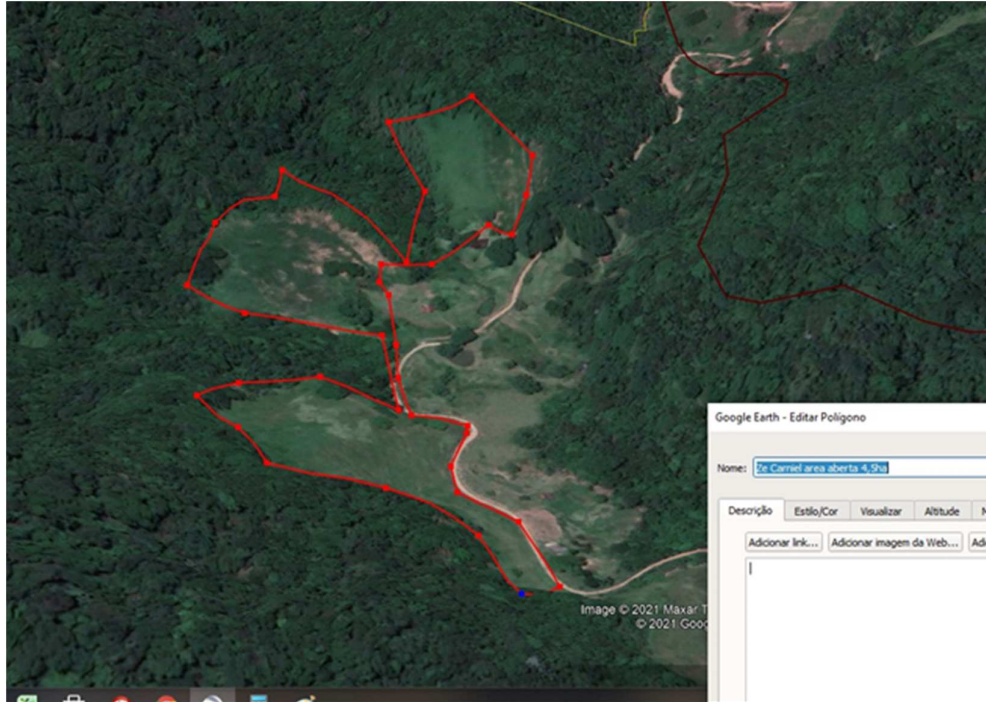 Google Earth - Editar Polígono
Nome: Ze Carniel area aberta 4,5ha
Descrição Estilo/Cor Visualizar Altitude
Adicionar link... Adicionar imagem da Web...
Image © 2021 Maxar T
© 2021 Goog